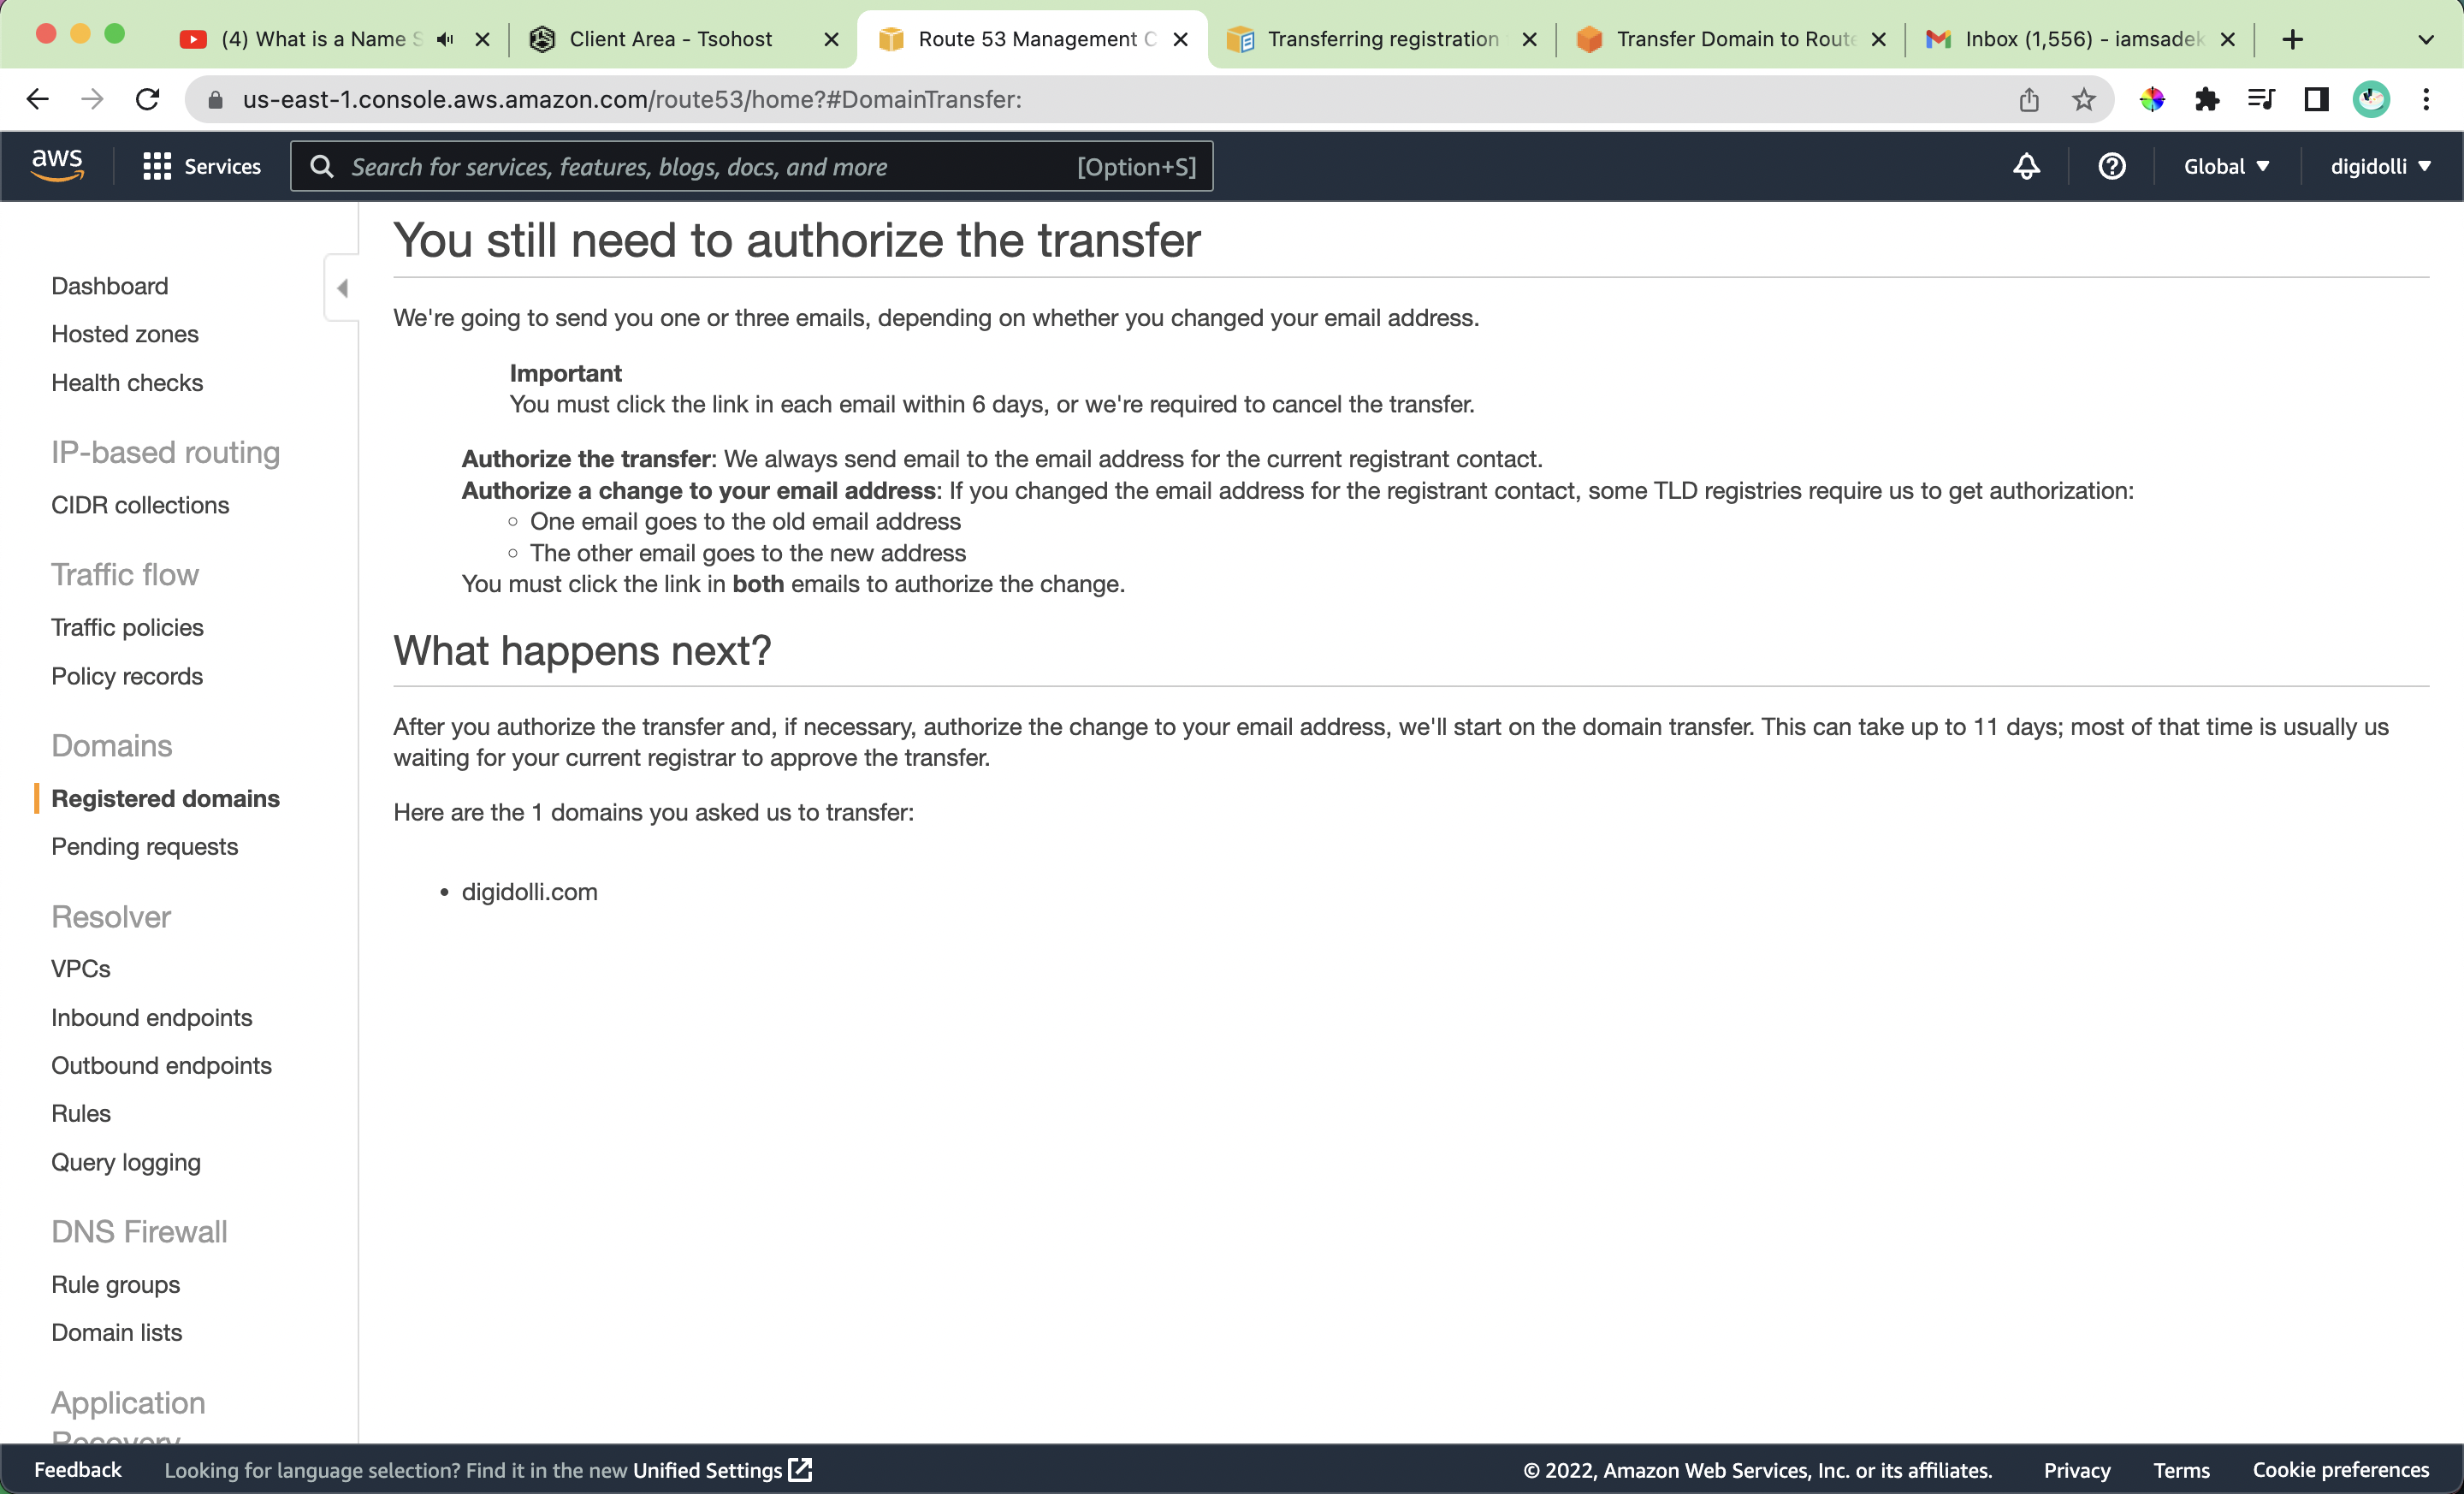 (4) What is a Name S
Client Area - Tsohost
Route 53 Management C
Transferring registration
Transfer Domain to Route
Inbox (1,556) - iamsadek
us-east-1.console.aws.amazon.com/route53/home?#DomainTransfer:
aws
Services
Search for services, features, blogs, docs, and more
[Option+S]
Global
digidolli
Dashboard
Hosted zones
Health checks
IP-based routing
CIDR collections
Traffic flow
Traffic policies
Policy records
Domains
Registered domains
Pending requests
Resolver
VPCs
Inbound endpoints
Outbound endpoints
Rules
Query logging
DNS Firewall
Rule groups
Domain lists
Application
Recovery
You still need to authorize the transfer
We're going to send you one or three emails, depending on whether you changed your email address.
Important
You must click the link in each email within 6 days, or we're required to cancel the transfer.
Authorize the transfer: We always send email to the email address for the current registrant contact.
Authorize a change to your email address: If you changed the email address for the registrant contact, some TLD registries require us to get authorization:
One email goes to the old email address
The other email goes to the new address
You must click the link in both emails to authorize the change.
What happens next?
After you authorize the transfer and, if necessary, authorize the change to your email address, we'll start on the domain transfer. This can take up to 11 days; most of that time is usually us
waiting for your current registrar to approve the transfer.
Here are the 1 domains you asked us to transfer:
digidolli.com
Feedback
Looking for language selection? Find it in the new Unified Settings
© 2022, Amazon Web Services, Inc. or its affiliates.
Privacy
Terms
Cookie preferences